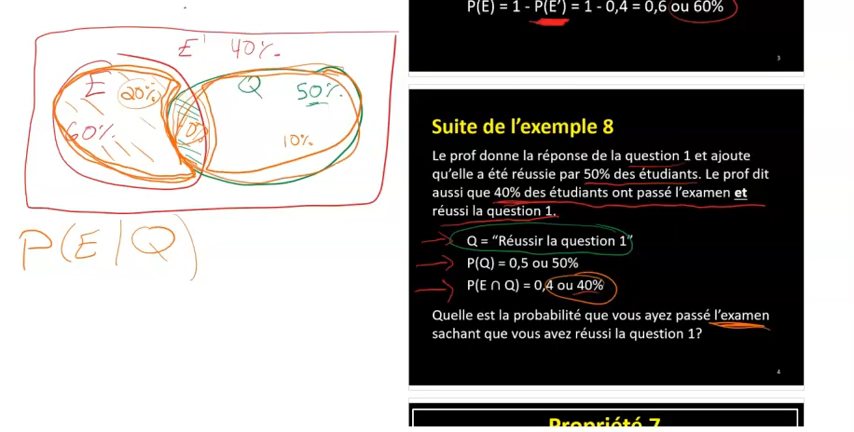 P(E) = 1 - P(E') = 1 - 0,4 = 0,6 ou 60%
3
E' 40%
E 20% Q 50%
60% 40% 10%
P(E/Q)
Suite de l'exemple 8
Le prof donne la réponse de la question 1 et ajoute
qu'elle a été réussie par 50% des étudiants. Le prof dit
aussi que 40% des étudiants ont passé l'examen et
réussi la question 1.
Q = "Réussir la question 1"
P(Q) = 0,5 ou 50%
P(E ∩ Q) = 0,4 ou 40%
Quelle est la probabilité que vous ayez passé l'examen
sachant que vous avez réussi la question 1?
4
Propriété 7